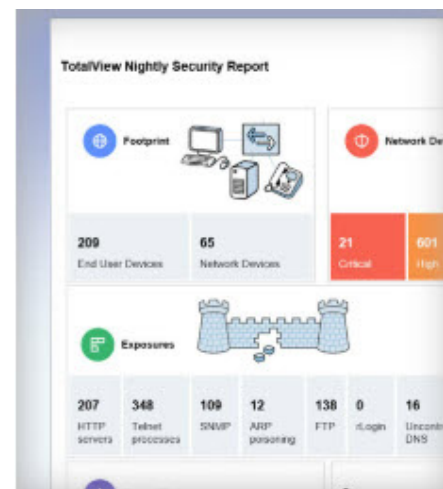 TotalView Nightly Security Report
Footprint
Network De
209
End User Devices
65
Network Devices
21
Critical
601
High
Exposures
207
HTTP
servers
348
Telnet
processes
109
SNMP
12
ARP
poisoning
138
FTP
0
rLogin
16
Uncontr
DNS